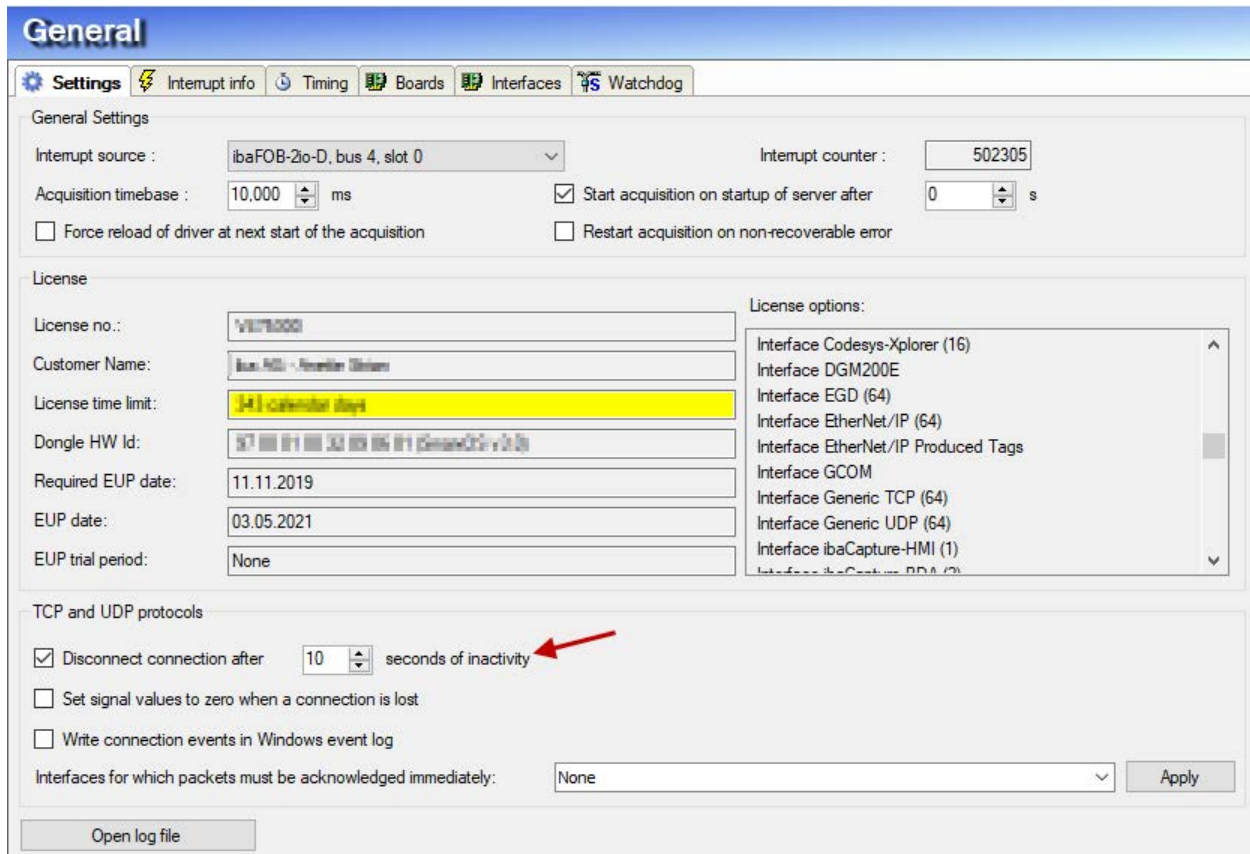 General
Settings Interrupt info Timing Boards Interfaces Watchdog
General Settings
Interrupt source : ibaFOB-2io-D, bus 4, slot 0 Interrupt counter : 502305
Acquisition timebase : 10,000 ms Start acquisition on startup of server after 0 s
Force reload of driver at next start of the acquisition Restart acquisition on non-recoverable error
License
License options:
License no.:
Customer Name:
License time limit:
Dongle HW Id:
Required EUP date: 11.11.2019
EUP date: 03.05.2021
EUP trial period: None
Interface Codesys-Xplorer (16)
Interface DGM200E
Interface EGD (64)
Interface EtherNet/IP (64)
Interface EtherNet/IP Produced Tags
Interface GCOM
Interface Generic TCP (64)
Interface Generic UDP (64)
Interface ibaCapture-HMI (1)
TCP and UDP protocols
Disconnect connection after 10 seconds of inactivity
Set signal values to zero when a connection is lost
Write connection events in Windows event log
Interfaces for which packets must be acknowledged immediately: None Apply
Open log file